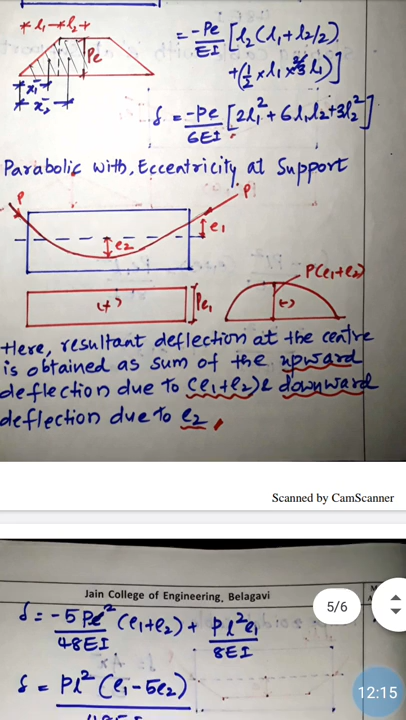 * l₁ -* l₂ +
Pe
* x₁ *
* x₂ *
= -Pe/EI [l₂ (l₁ + l₂/2)
+ (1/2 × l₁ × 2/3 l₁)]
δ = -Pe/6EI [2l₁² + 6l₁l₂ + 3l₂²]
Parabolic with, Eccentricity at Support
P P
e₁
e₂
P(e₁+e₂)
(+) Pe₁ (-)
Here, resultant deflection at the centre
is obtained as sum of the upward
deflection due to (e₁+e₂) & downward
deflection due to e₂,
Scanned by CamScanner
Jain College of Engineering, Belagavi
5/6
δ = -5Pl²/48EI (e₁+e₂) + Pl²e₁/8EI
δ = Pl² (e₁ - 5e₂)
12:15